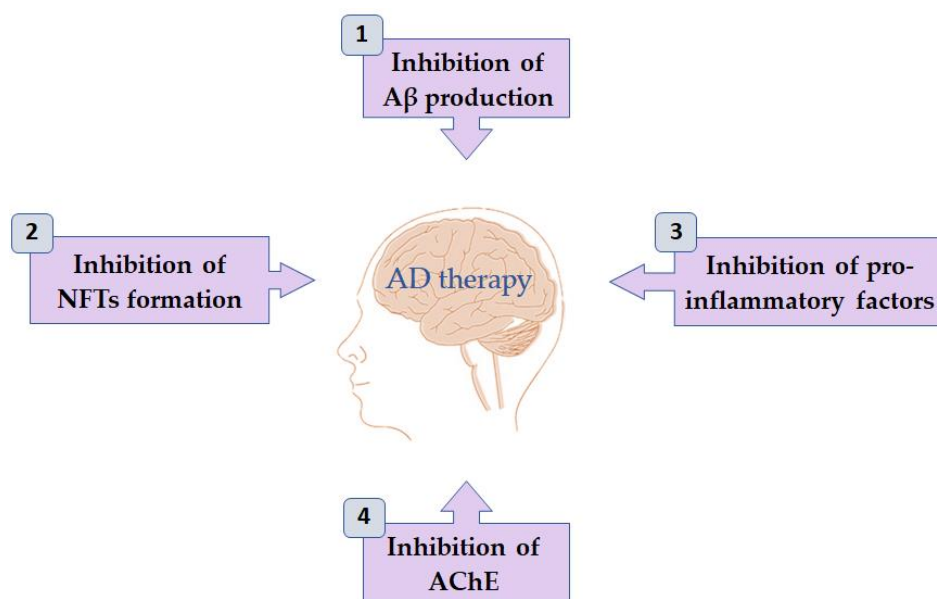 1
Inhibition of
Aβ production
2
Inhibition of
NFTs formation
AD therapy
3
Inhibition of pro-
inflammatory factors
4
Inhibition of
AChE